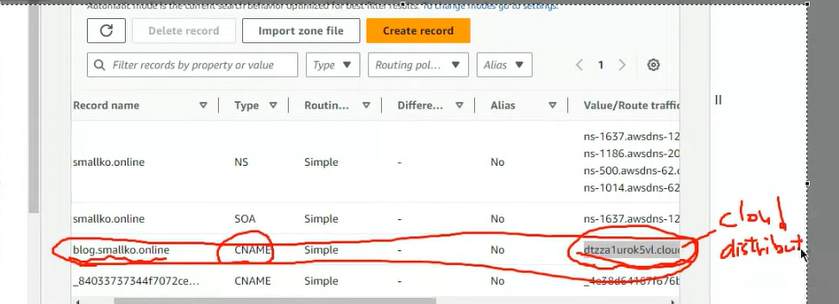 Automatic mode is the current search behavior optimized for best filter results. To change modes go to settings.
Delete record
Import zone file
Create record
Filter records by property or value
Type
Routing pol...
Alias
1
Record name
Type
Routin...
Differe...
Alias
Value/Route traffic
smallko.online
NS
Simple
-
No
ns-1637.awsdns-12
ns-1186.awsdns-20
ns-500.awsdns-62.
ns-1014.awsdns-62
smallko.online
SOA
Simple
-
No
ns-1637.awsdns-12
blog.smallko.online
CNAME
Simple
-
No
dtzza1urok5vl.clou
cloud
distribut
_84033737344f7072ce...
CNAME
Simple
-
No